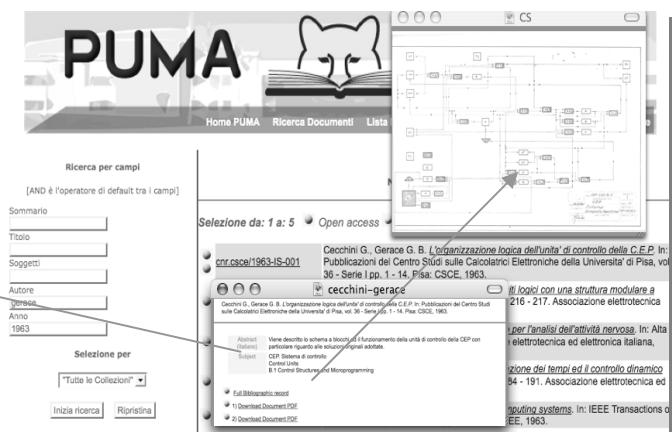 PUMA
CS
Home PUMA Ricerca Documenti Lista
Ricerca per campi
[AND è l'operatore di default tra i campi]
Sommario
Titolo
Soggetti
Autore
gerace
Anno
1963
Selezione per
"Tutte le Collezioni"
Inizia ricerca Ripristina
Selezione da: 1 a: 5 Open access
cnr.csce/1963-IS-001
Cecchini G., Gerace G. B. L'organizzazione logica dell'unita' di controllo della C.E.P. In:
Pubblicazioni del Centro Studi sulle Calcolatrici Elettroniche della Universita' di Pisa, vol
36 - Serie I pp. 1 - 14. Pisa: CSCE, 1963.
cecchini-gerace
Cecchini G., Gerace G. B. L'organizzazione logica dell'unita' di controllo della C.E.P. In: Pubblicazioni del Centro Studi
sulle Calcolatrici Elettroniche della Universita' di Pisa, vol. 36 - Serie I pp. 1 - 14. Pisa: CSCE, 1963.
Abstract
(Italiano)
Viene descritto lo schema a blocchi ed il funzionamento della unità di controllo della CEP con
particolare riguardo alle soluzioni originali adottate.
Subject
CEP. Sistema di controllo
Control Units
B.1 Control Structures and Microprogramming
Full Bibliographic record
1) Download Document PDF
2) Download Document PDF
iti logici con una struttura modulare a
216 - 217. Associazione elettrotecnica
per l'analisi dell'attività nervosa. In: Alta
elettrotecnica ed elettronica italiana,
zione dei tempi ed il controllo dinamico
84 - 191. Associazione elettrotecnica ed
mputing systems. In: IEEE Transactions o
EEE, 1963.